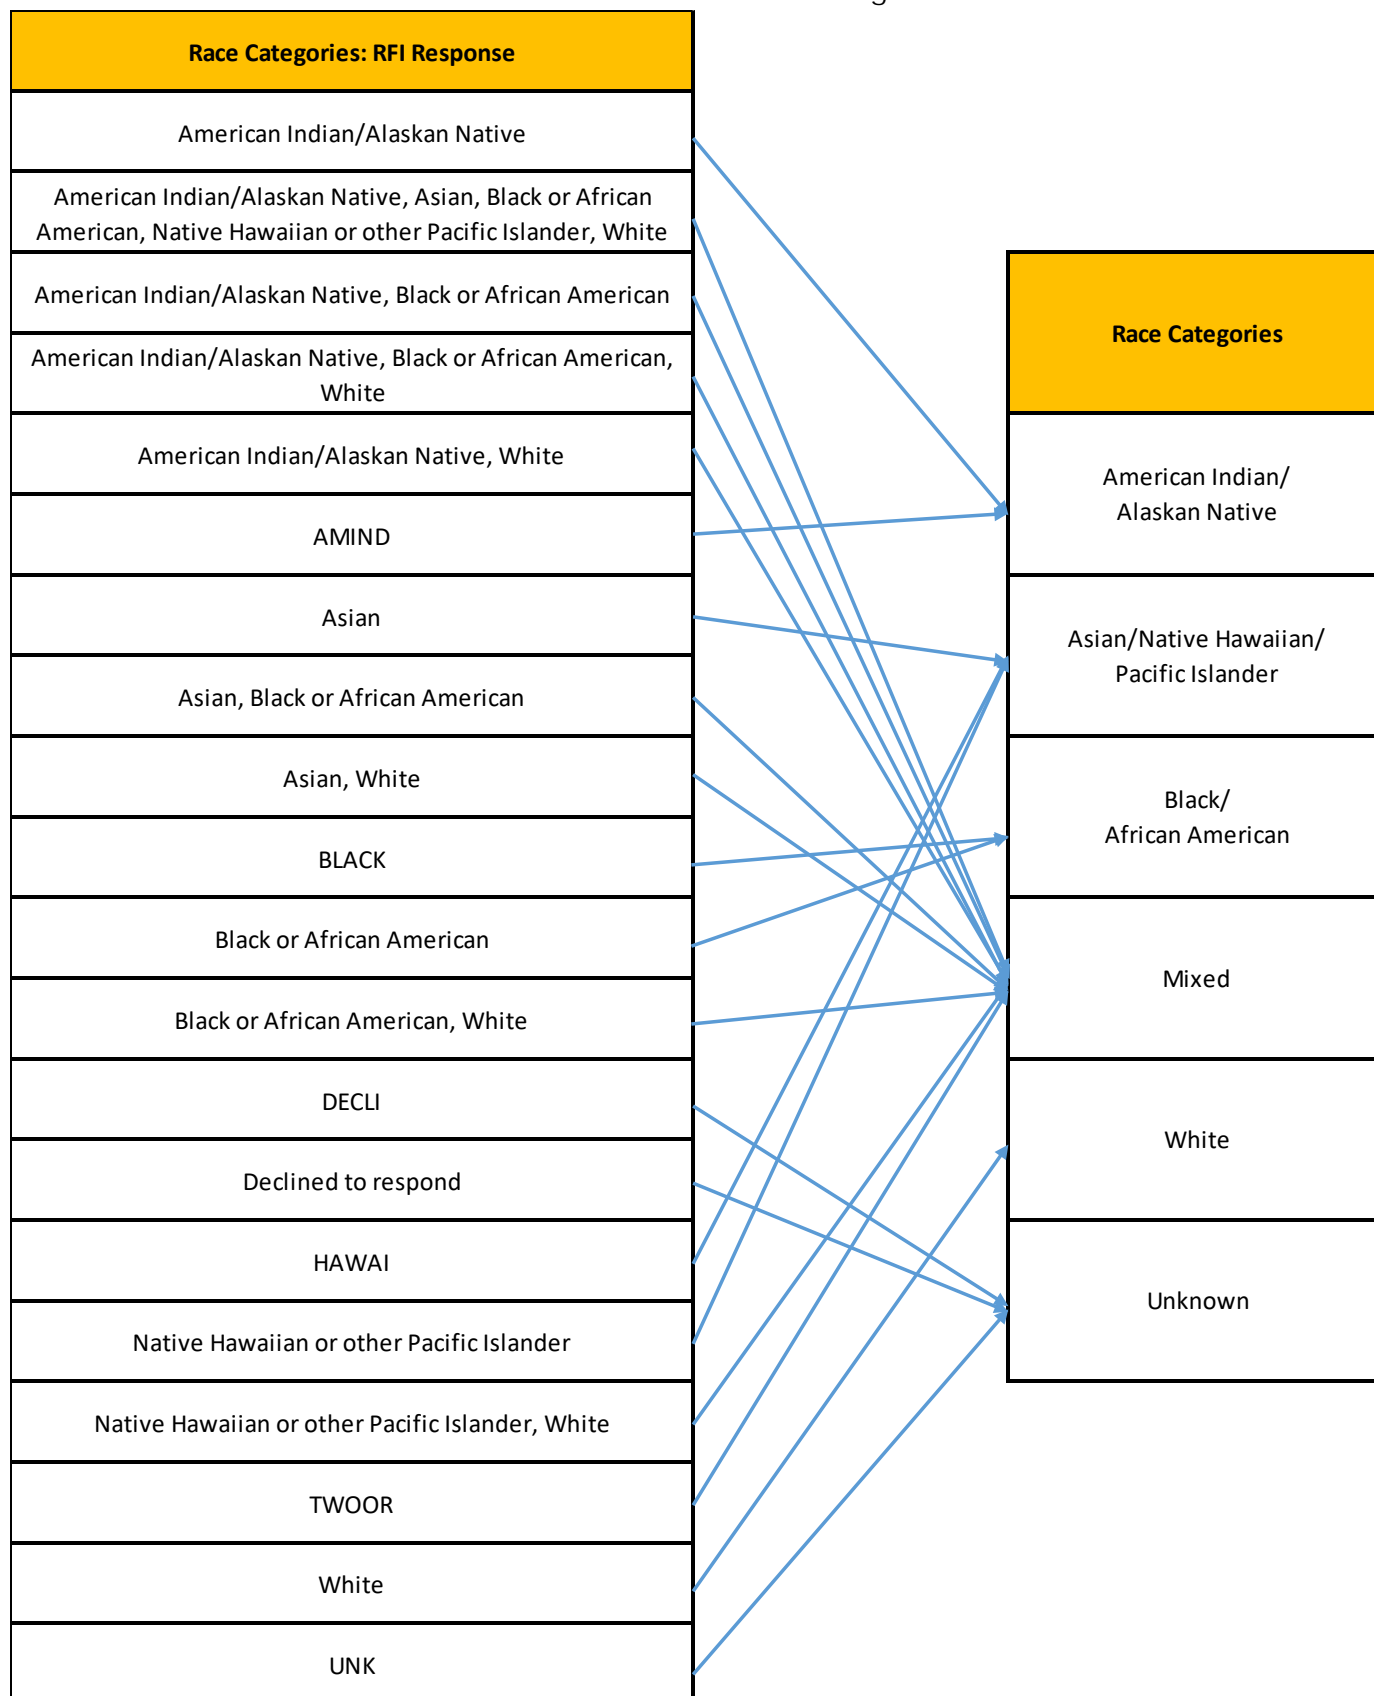 Race Categories: RFI Response
American Indian/Alaskan Native
American Indian/Alaskan Native, Asian, Black or African
American, Native Hawaiian or other Pacific Islander, White
American Indian/Alaskan Native, Black or African American
American Indian/Alaskan Native, Black or African American,
White
American Indian/Alaskan Native, White
AMIND
Asian
Asian, Black or African American
Asian, White
BLACK
Black or African American
Black or African American, White
DECLI
Declined to respond
HAWAI
Native Hawaiian or other Pacific Islander
Native Hawaiian or other Pacific Islander, White
TWOOR
White
UNK
Race Categories
American Indian/
Alaskan Native
Asian/Native Hawaiian/
Pacific Islander
Black/
African American
Mixed
White
Unknown